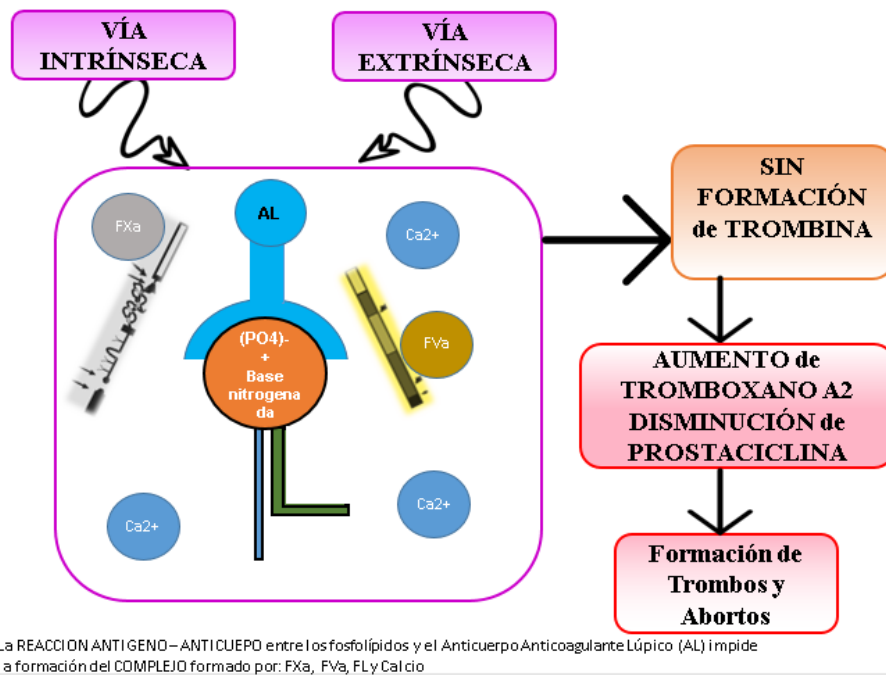 VÍA
INTRÍNSECA
VÍA
EXTRÍNSECA
FXa
AL
Ca2+
(PO4)-
+
Base
nitrogena
da
FVa
Ca2+
Ca2+
SIN
FORMACIÓN
de TROMBINA
AUMENTO de
TROMBOXANO A2
DISMINUCIÓN de
PROSTACICLINA
Formación de
Trombos y
Abortos
La REACCION ANTIGENO – ANTICUEPO entre los fosfolípidos y el Anticuerpo Anticoagulante Lúpico (AL) impide
a formación del COMPLEJO formado por: FXa, FVa, FL y Calcio